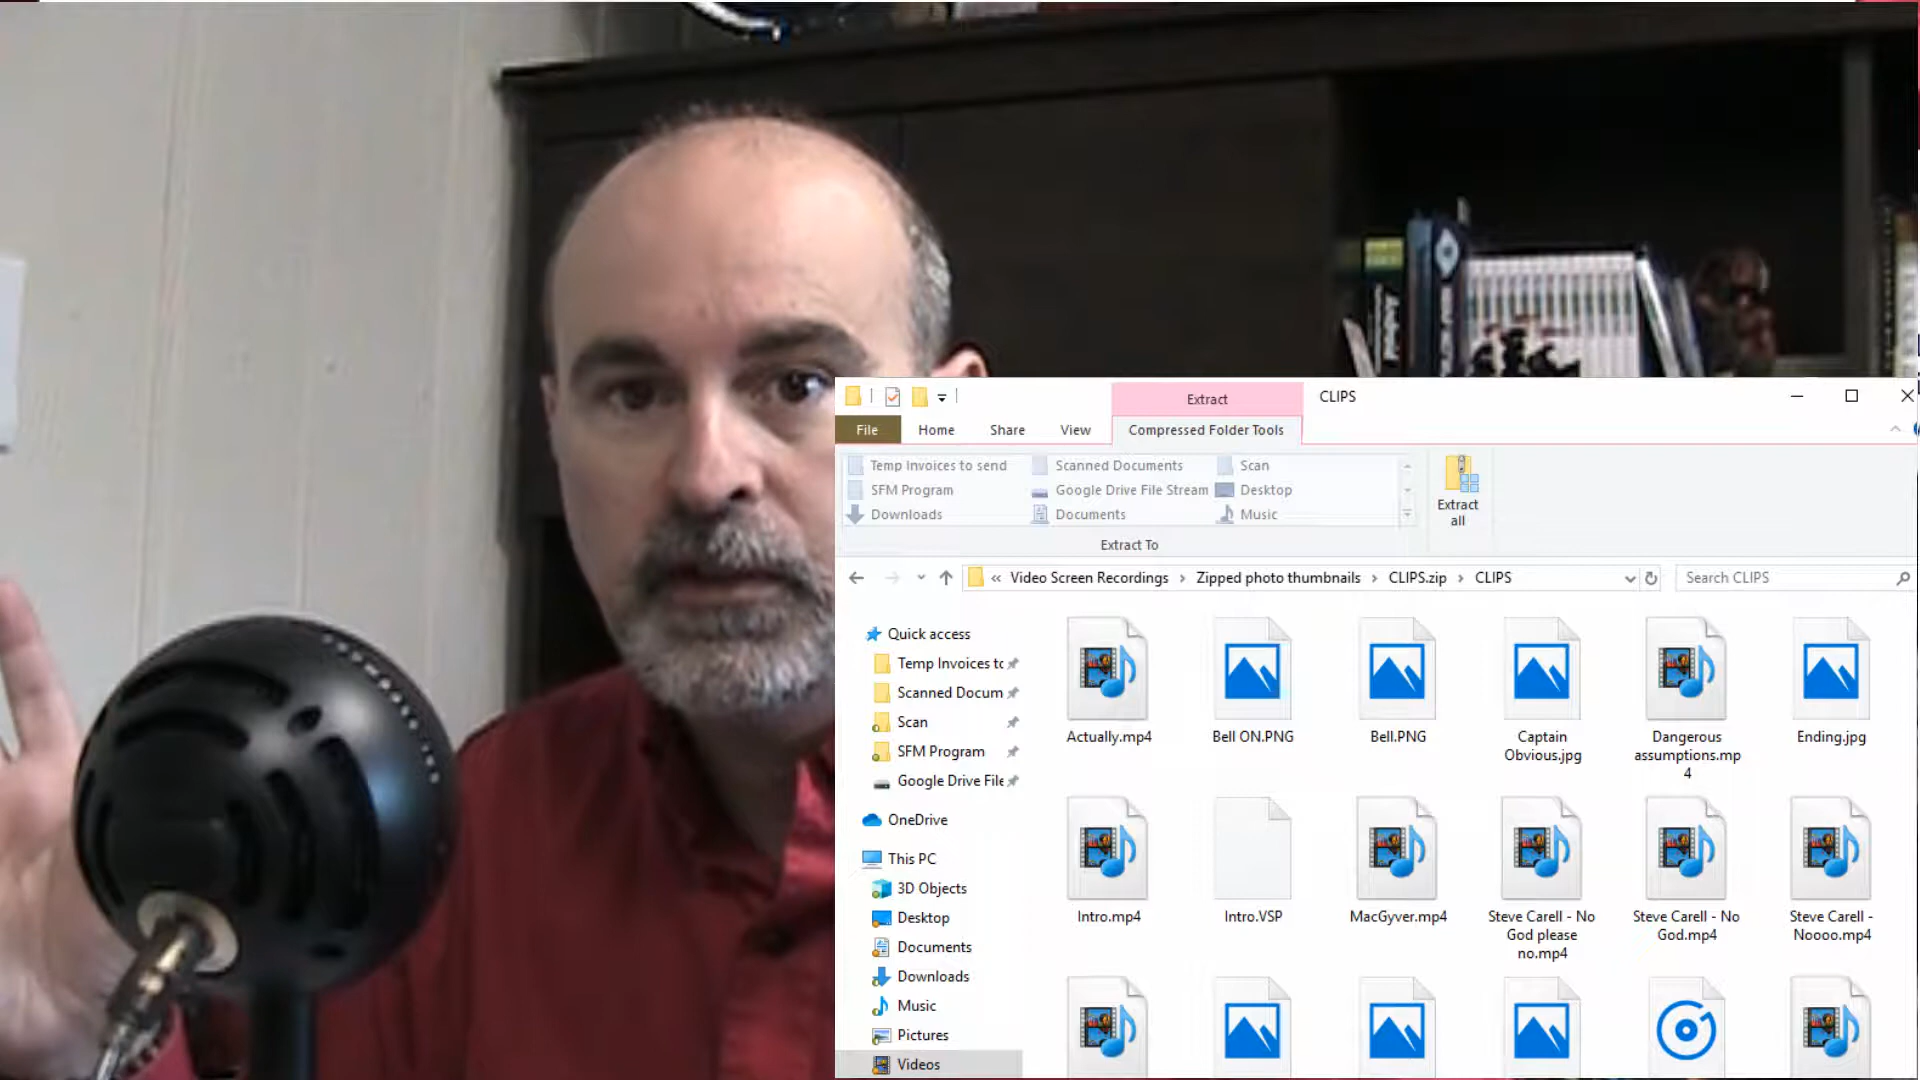 Extract
CLIPS
File
Home
Share
View
Compressed Folder Tools
Temp Invoices to send
Scanned Documents
Scan
SFM Program
Google Drive File Stream
Desktop
Downloads
Documents
Music
Extract all
Extract To
« Video Screen Recordings > Zipped photo thumbnails > CLIPS.zip > CLIPS
Search CLIPS
Quick access
Temp Invoices to
Scanned Docum
Scan
SFM Program
Google Drive File
OneDrive
This PC
3D Objects
Desktop
Documents
Downloads
Music
Pictures
Videos
Actually.mp4
Bell ON.PNG
Bell.PNG
Captain
Obvious.jpg
Dangerous
assumptions.mp
4
Ending.jpg
Intro.mp4
Intro.VSP
MacGyver.mp4
Steve Carell - No
God please
no.mp4
Steve Carell - No
God.mp4
Steve Carell -
Noooo.mp4